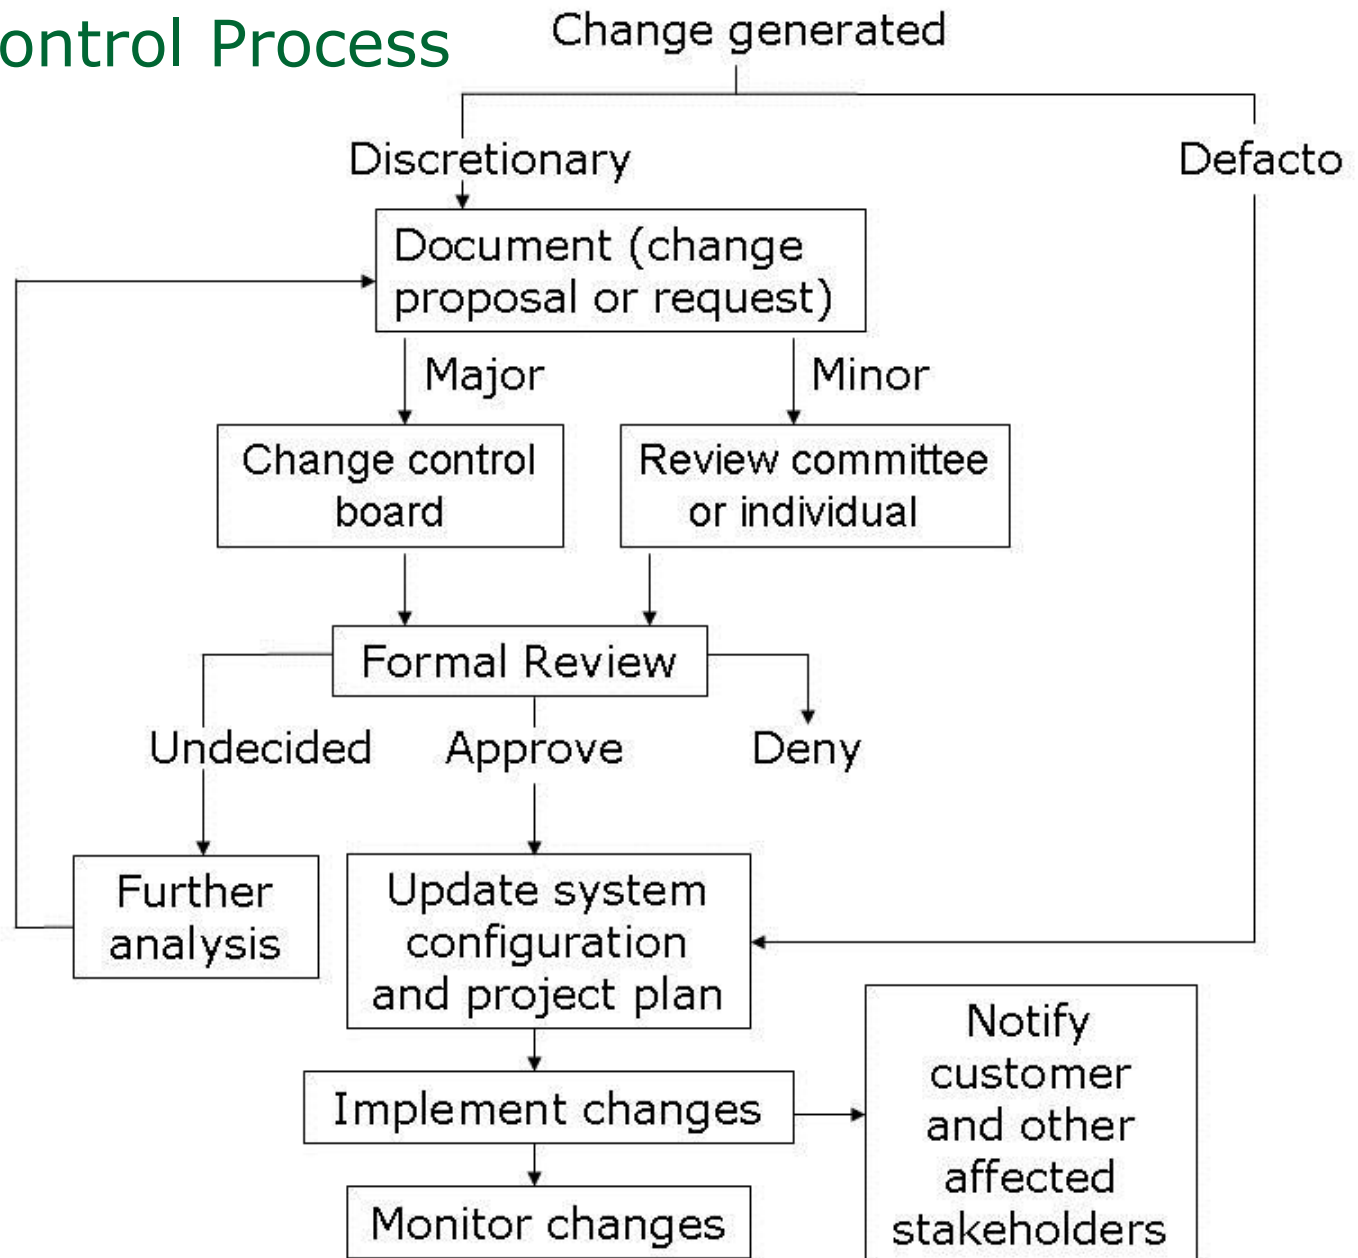 ontrol Process
Change generated
Discretionary
Defacto
Document (change
proposal or request)
Major
Minor
Change control
board
Review committee
or individual
Formal Review
Undecided
Approve
Deny
Further
analysis
Update system
configuration
and project plan
Notify
customer
and other
affected
stakeholders
Implement changes
Monitor changes